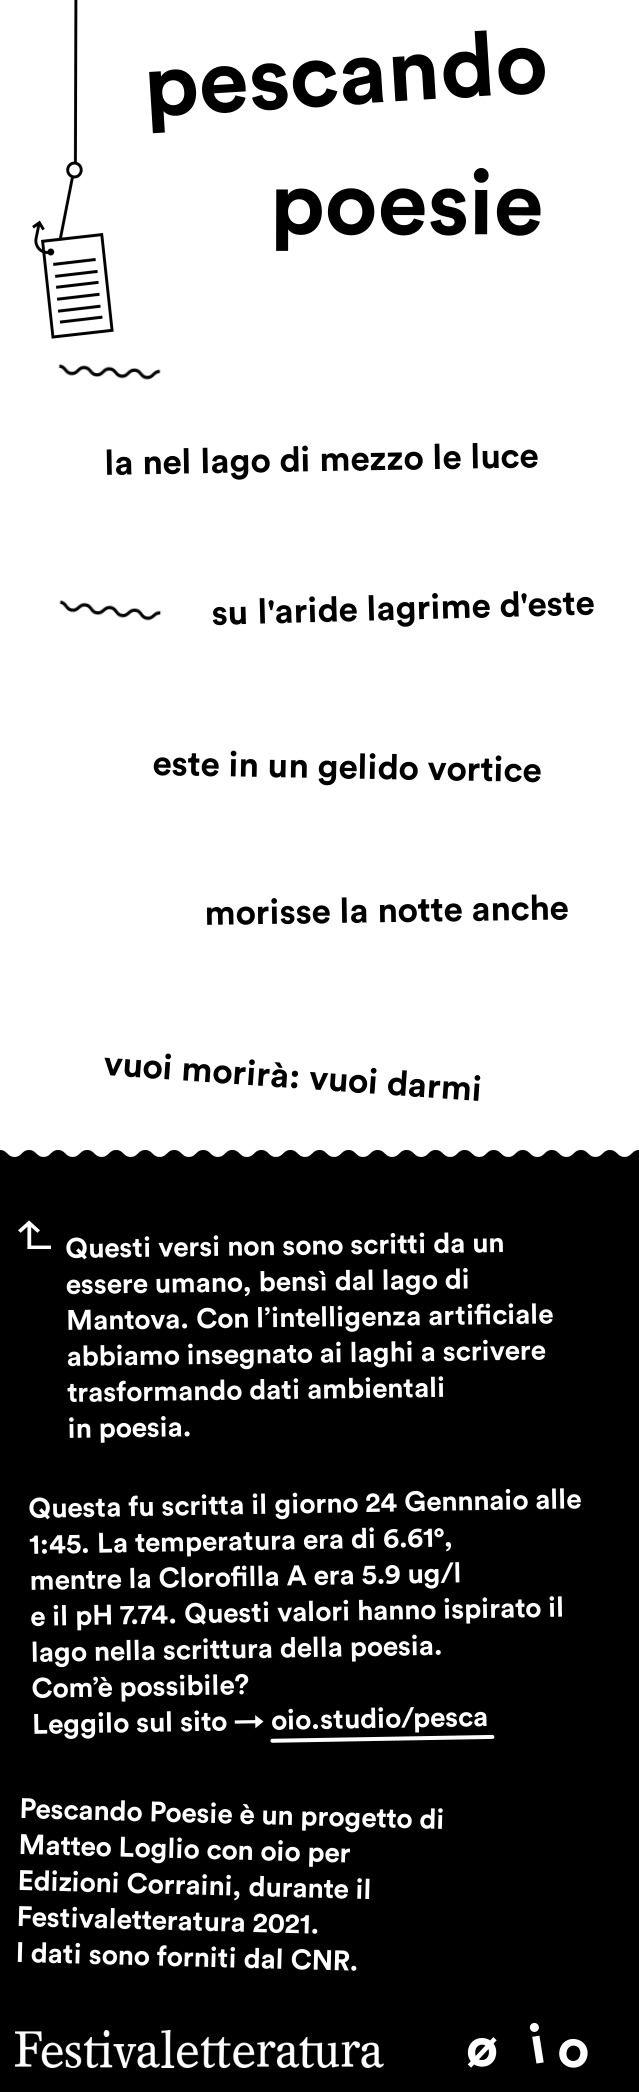 pescando
poesie
la nel lago di mezzo le luce
su l'aride lagrime d'este
este in un gelido vortice
morisse la notte anche
vuoi morirà: vuoi darmi
Questi versi non sono scritti da un
essere umano, bensì dal lago di
Mantova. Con l’intelligenza artificiale
abbiamo insegnato ai laghi a scrivere
trasformando dati ambientali
in poesia.
Questa fu scritta il giorno 24 Gennnaio alle
1:45. La temperatura era di 6.61°,
mentre la Clorofilla A era 5.9 ug/l
e il pH 7.74. Questi valori hanno ispirato il
lago nella scrittura della poesia.
Com’è possibile?
Leggilo sul sito → oio.studio/pesca
Pescando Poesie è un progetto di
Matteo Loglio con oio per
Edizioni Corraini, durante il
Festivaletteratura 2021.
I dati sono forniti dal CNR.
Festivaletteratura ø i o